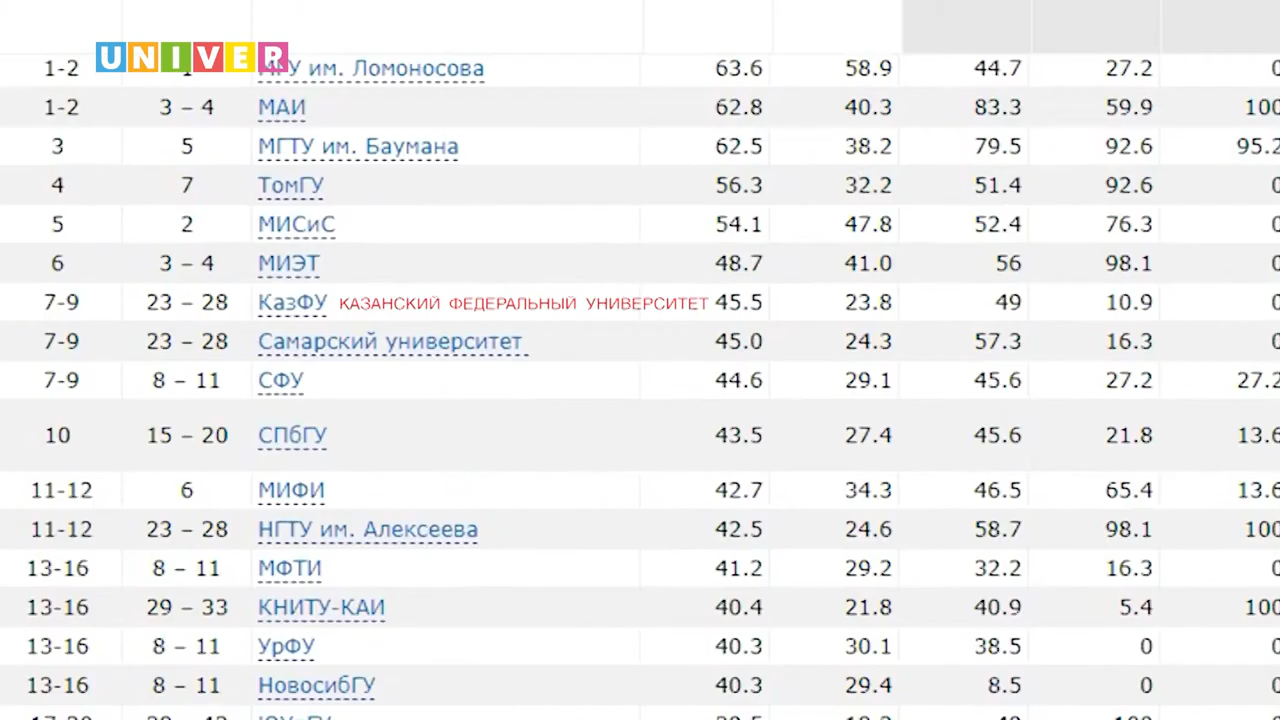 UNIVER
1-2 1 МГУ им. Ломоносова 63.6 58.9 44.7 27.2 0
1-2 3 – 4 МАИ 62.8 40.3 83.3 59.9 100
3 5 МГТУ им. Баумана 62.5 38.2 79.5 92.6 95.2
4 7 ТомГУ 56.3 32.2 51.4 92.6 0
5 2 МИСиС 54.1 47.8 52.4 76.3 0
6 3 – 4 МИЭТ 48.7 41.0 56 98.1 0
7-9 23 – 28 КазФУ КАЗАНСКИЙ ФЕДЕРАЛЬНЫЙ УНИВЕРСИТЕТ 45.5 23.8 49 10.9 0
7-9 23 – 28 Самарский университет 45.0 24.3 57.3 16.3 0
7-9 8 – 11 СФУ 44.6 29.1 45.6 27.2 27.2
10 15 – 20 СПбГУ 43.5 27.4 45.6 21.8 13.6
11-12 6 МИФИ 42.7 34.3 46.5 65.4 13.6
11-12 23 – 28 НГТУ им. Алексеева 42.5 24.6 58.7 98.1 100
13-16 8 – 11 МФТИ 41.2 29.2 32.2 16.3 0
13-16 29 – 33 КНИТУ-КАИ 40.4 21.8 40.9 5.4 100
13-16 8 – 11 УрФУ 40.3 30.1 38.5 0 0
13-16 8 – 11 НовосибГУ 40.3 29.4 8.5 0 0